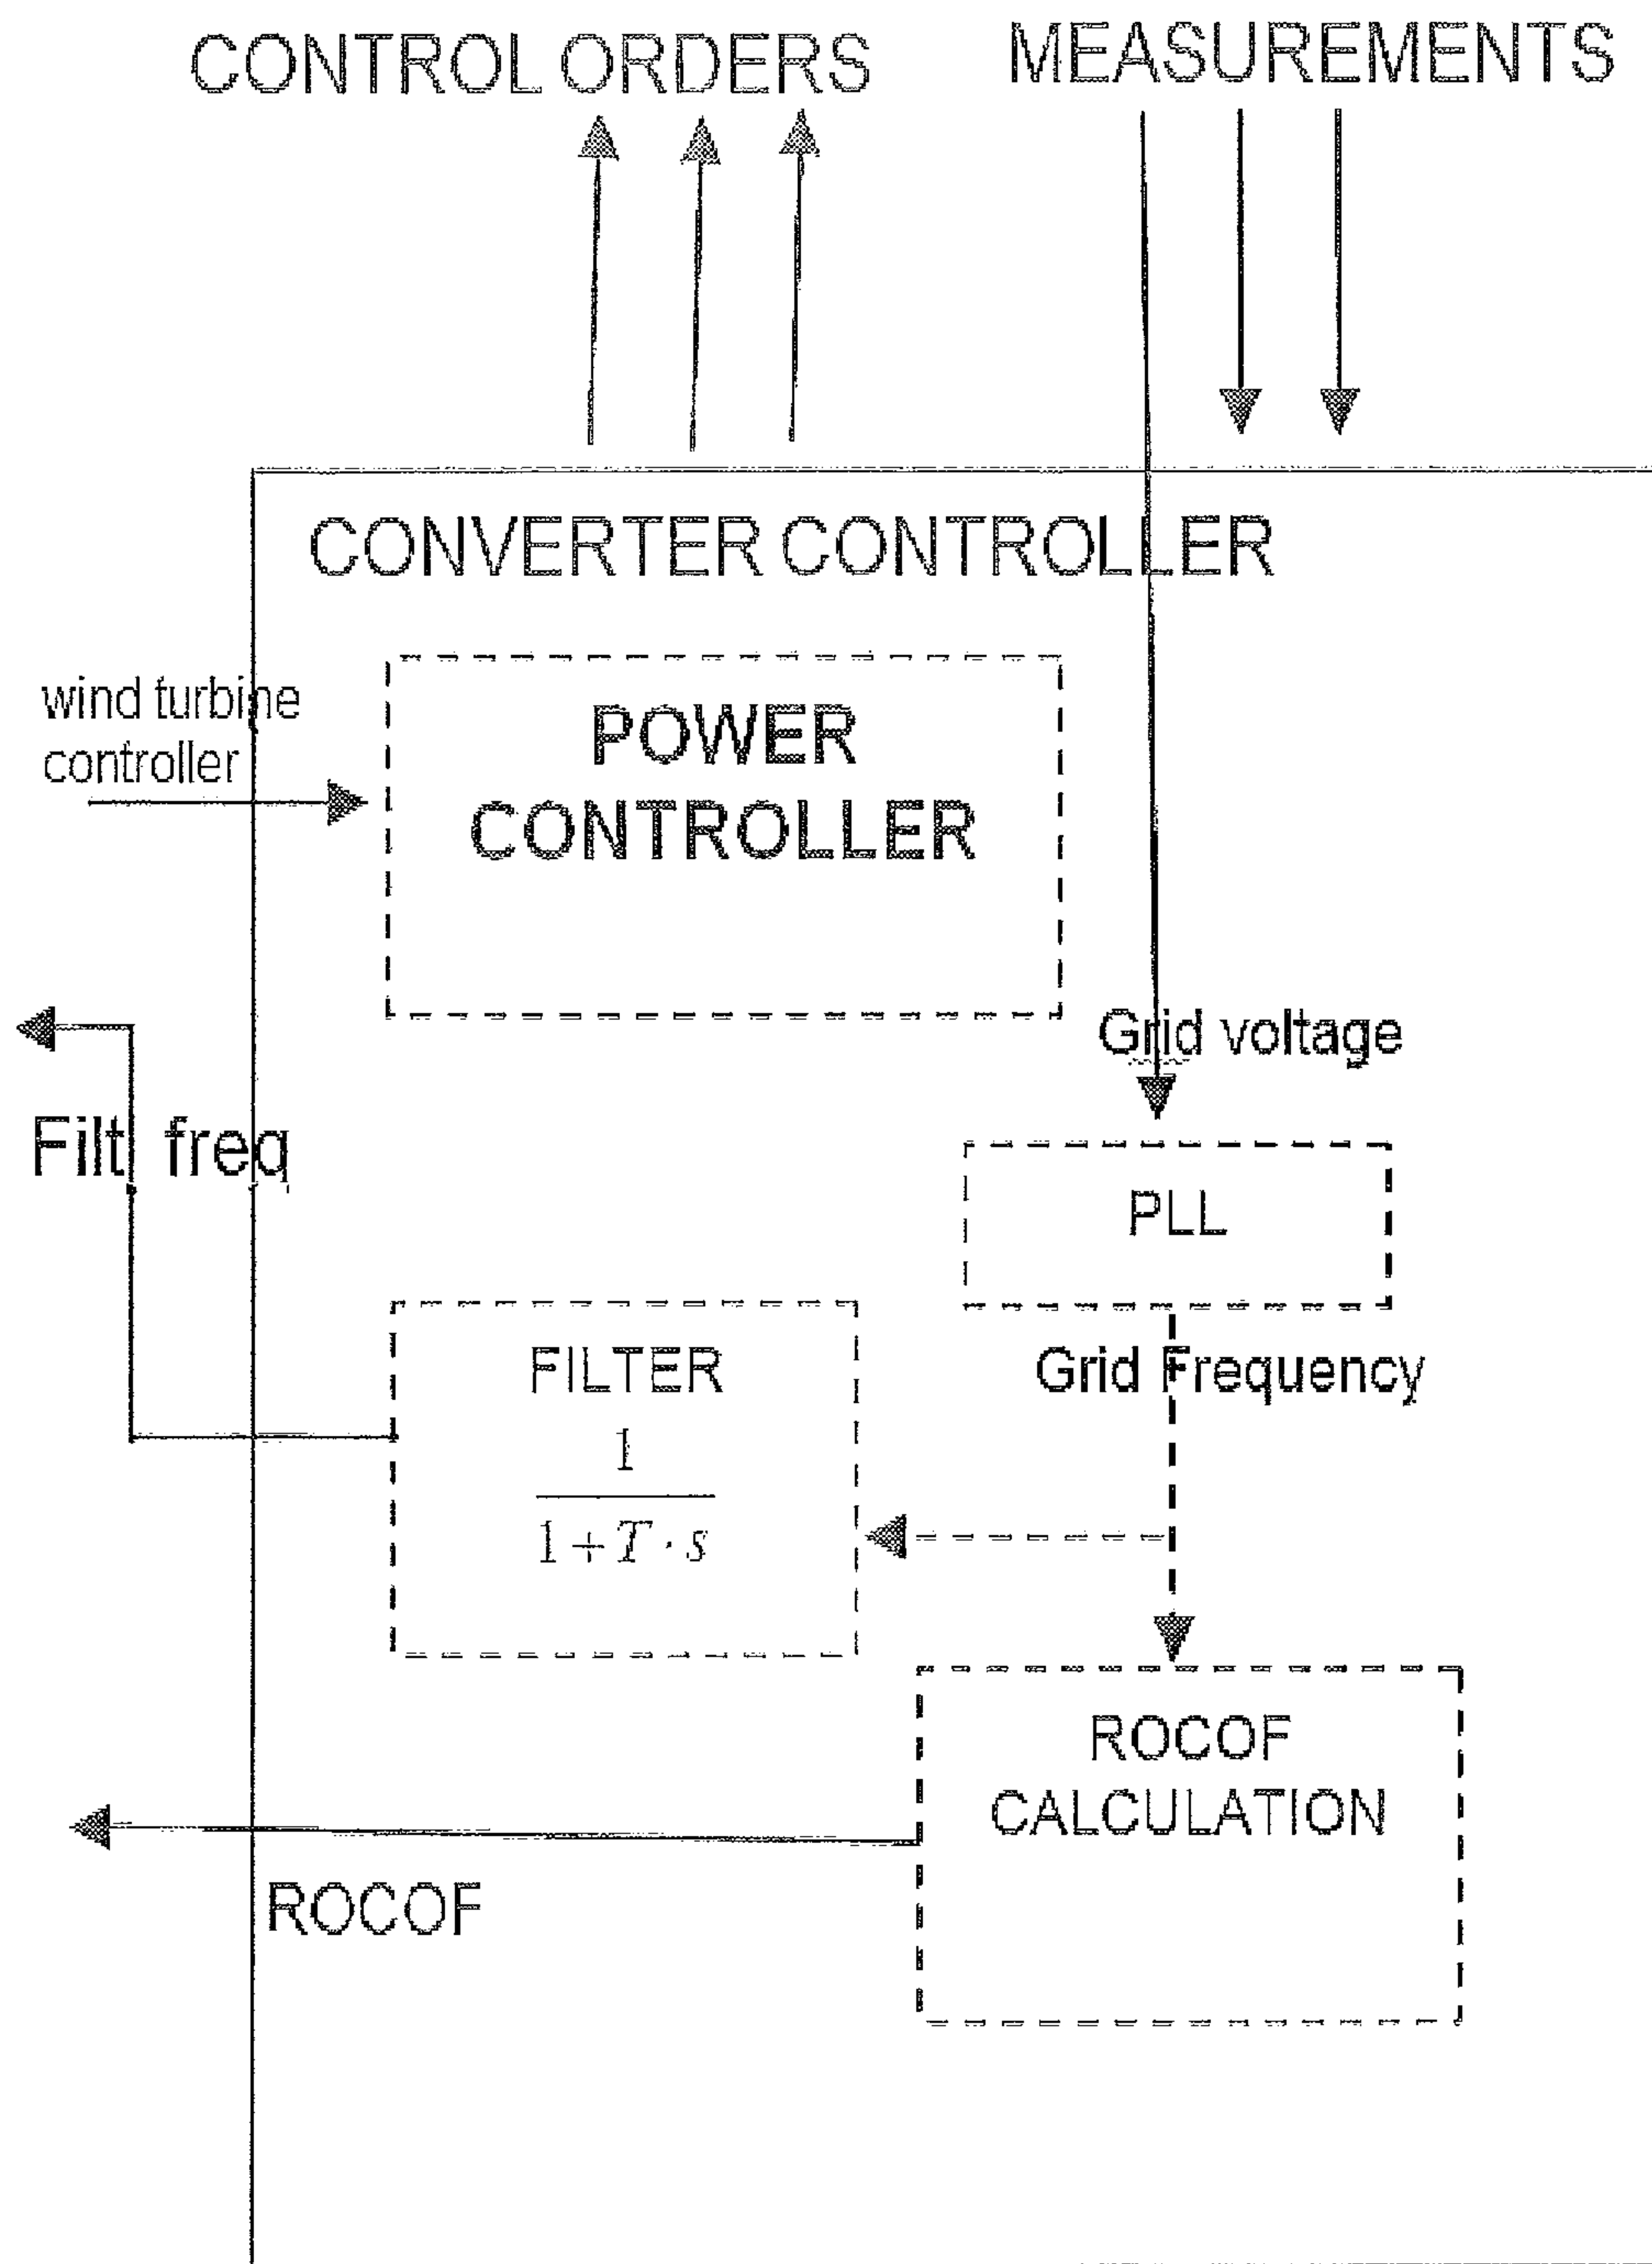 CONTROL ORDERS
MEASUREMENTS
CONVERTER CONTROLLER
wind turbine
controller
POWER
CONTROLLER
Grid voltage
Filt freq
PLL
FILTER
1
1+T·s
Grid Frequency
ROCOF
CALCULATION
ROCOF